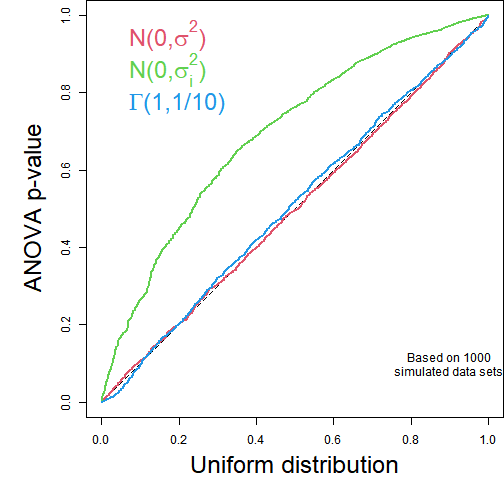 N(0,σ²)
N(0,σᵢ²)
Γ(1,1/10)
ANOVA p-value
1.0
0.8
0.6
0.4
0.2
0.0
Based on 1000
simulated data sets
0.0 0.2 0.4 0.6 0.8 1.0
Uniform distribution